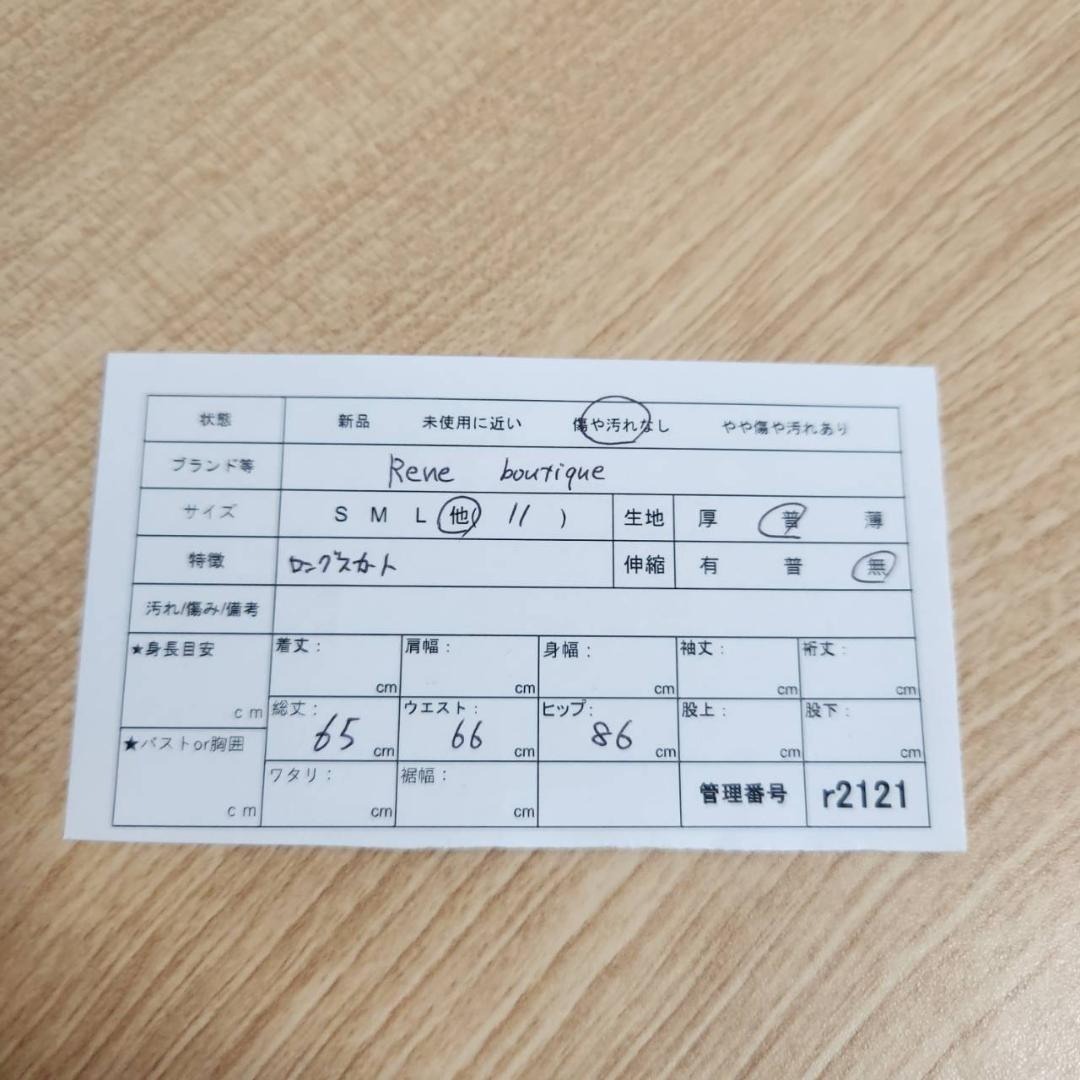 状態 新品 未使用に近い 傷や汚れなし やや傷や汚れあり
ブランド等 Rene boutique
サイズ S M L 他( 11 ) 生地 厚 普 薄
特徴 ロングスカート 伸縮 有 普 無
汚れ/傷み/備考
★身長目安 cm 着丈: cm 肩幅: cm 身幅: cm 袖丈: cm 裄丈: cm
総丈: 65 cm ウエスト: 66 cm ヒップ: 86 cm 股上: cm 股下: cm
★バストor胸囲 cm ワタリ: cm 裾幅: cm 管理番号 r2121